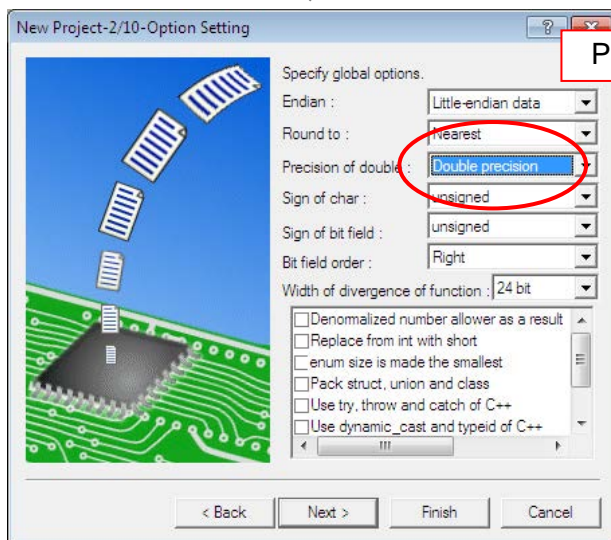 New Project-2/10-Option Setting
P
Specify global options.
Endian : Little-endian data
Round to : Nearest
Precision of double : Double precision
Sign of char : unsigned
Sign of bit field : unsigned
Bit field order : Right
Width of divergence of function : 24 bit
Denormalized number allower as a result
Replace from int with short
enum size is made the smallest
Pack struct, union and class
Use try, throw and catch of C++
Use dynamic_cast and typeid of C++
< Back Next > Finish Cancel